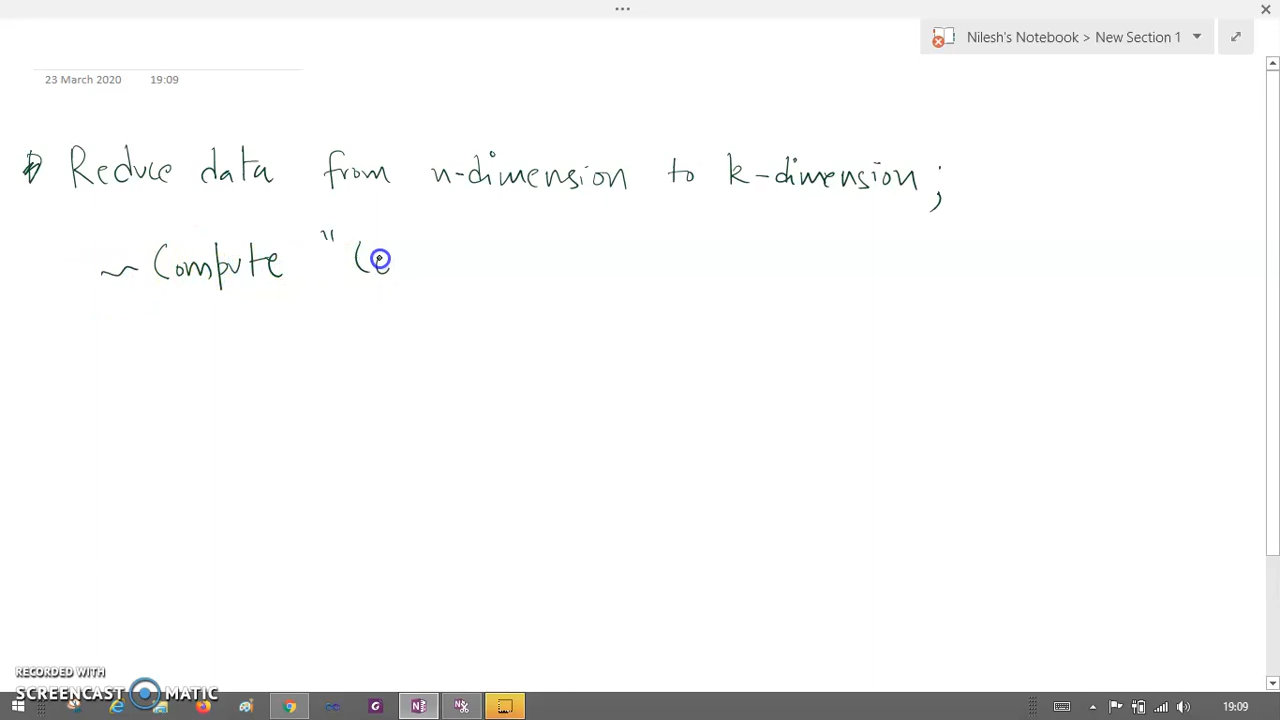 Nilesh's Notebook > New Section 1
23 March 2020 19:09
Reduce data from n-dimension to k-dimension;
~ Compute "(
RECORDED WITH
SCREENCAST MATIC
19:09